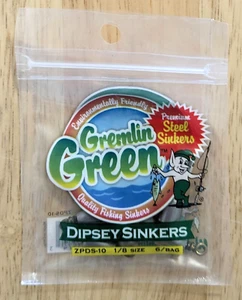 Environmentally Friendly
Premium
Steel
Sinkers
Gremlin
Green
Quality Fishing Sinkers
DIPSEY SINKERS
ZPDS-10 1/8 SIZE 6/BAG